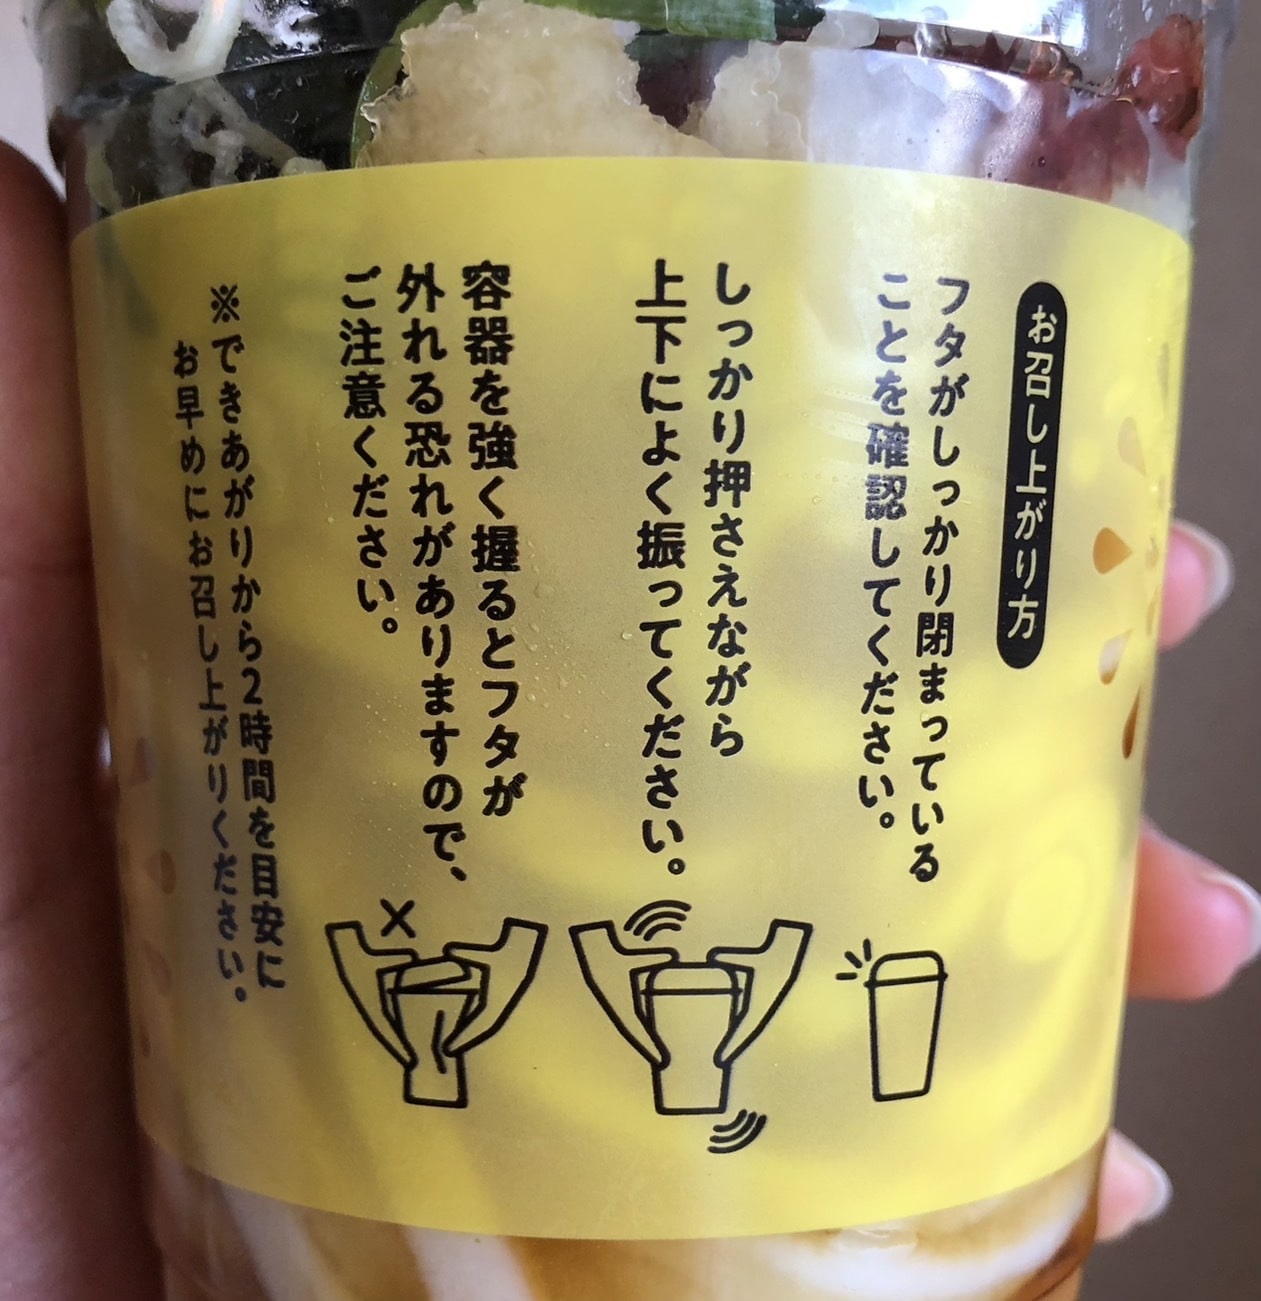 お召し上がり方
フタがしっかり閉まっている
ことを確認してください。
しっかり押さえながら
上下によく振ってください。
容器を強く握るとフタが
外れる恐れがありますので、
ご注意ください。
※できあがりから2時間を目安に
お早めにお召し上がりください。